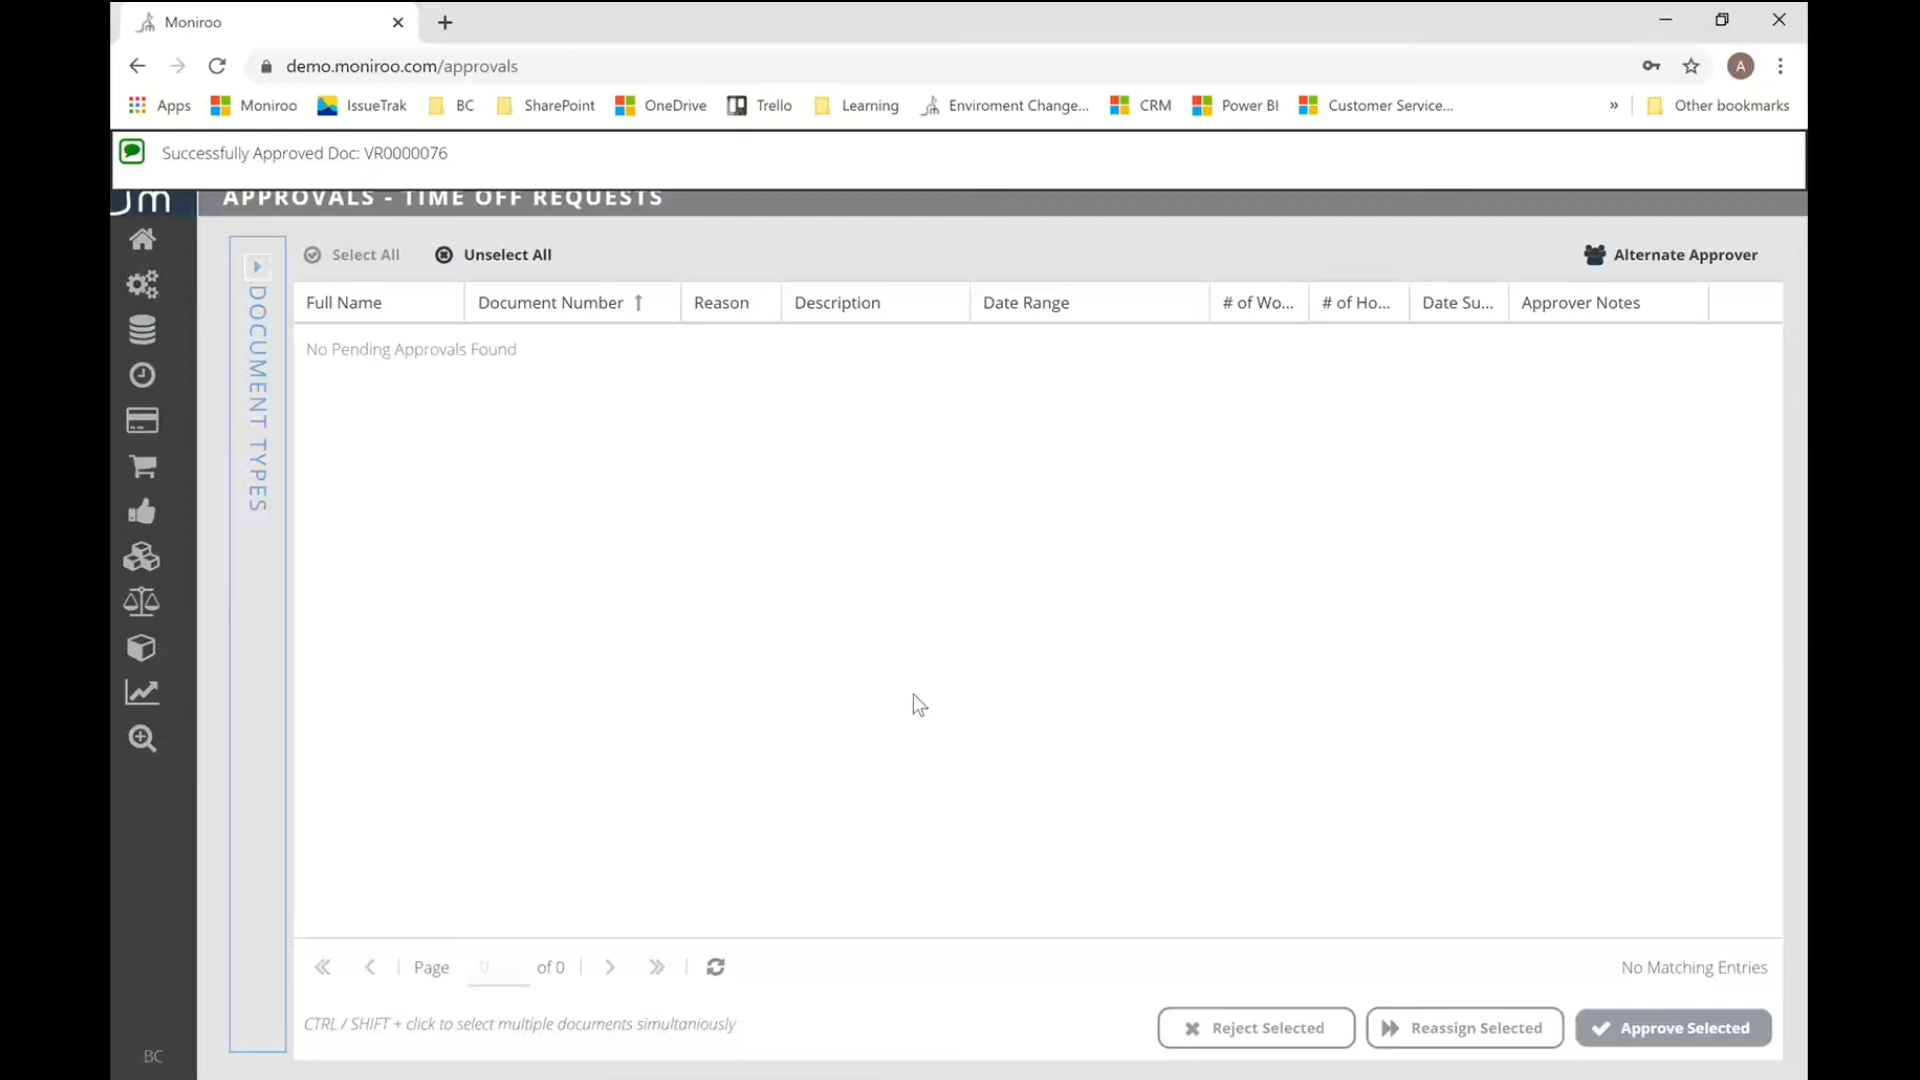 Moniroo
demo.moniroo.com/approvals
A
Apps Moniroo IssueTrak BC SharePoint OneDrive Trello Learning Enviroment Change... CRM Power BI Customer Service... » Other bookmarks
Successfully Approved Doc: VR0000076
APPROVALS - TIME OFF REQUESTS
Select All Unselect All Alternate Approver
DOCUMENT TYPES
Full Name Document Number Reason Description Date Range # of Wo... # of Ho... Date Su... Approver Notes
No Pending Approvals Found
Page 0 of 0 No Matching Entries
CTRL / SHIFT + click to select multiple documents simultaniously
Reject Selected Reassign Selected Approve Selected
BC